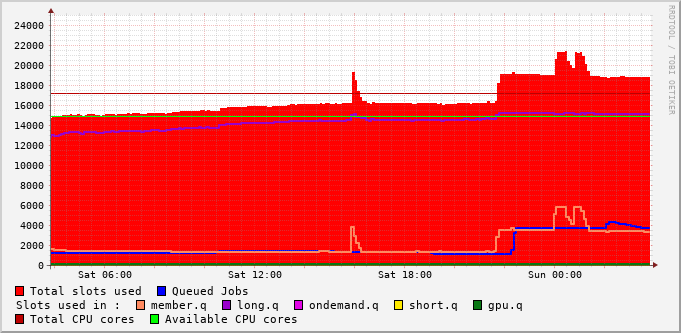 24000
22000
20000
18000
16000
14000
12000
10000
8000
6000
4000
2000
0
Sat 06:00 Sat 12:00 Sat 18:00 Sun 00:00
RRDTOOL / TOBI OETIKER
Total slots used Queued Jobs
Slots used in : member.q long.q ondemand.q short.q gpu.q
Total CPU cores Available CPU cores